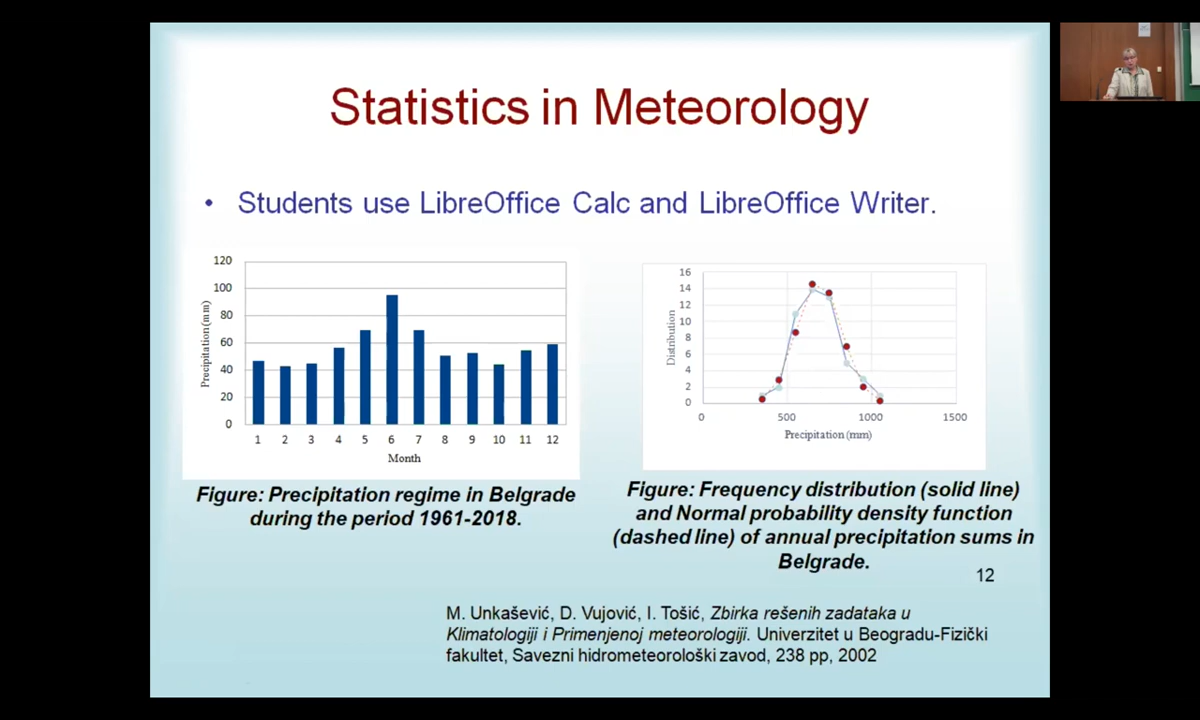 Statistics in Meteorology
• Students use LibreOffice Calc and LibreOffice Writer.
120
100
80
60
40
20
0
Precipitation (mm)
1 2 3 4 5 6 7 8 9 10 11 12
Month
Figure: Precipitation regime in Belgrade
during the period 1961-2018.
16
14
12
10
8
6
4
2
0
Distribution
0 500 1000 1500
Precipitation (mm)
Figure: Frequency distribution (solid line)
and Normal probability density function
(dashed line) of annual precipitation sums in
Belgrade.
12
M. Unkašević, D. Vujović, I. Tošić, Zbirka rešenih zadataka u
Klimatologiji i Primenjenoj meteorologiji. Univerzitet u Beogradu-Fizički
fakultet, Savezni hidrometeorološki zavod, 238 pp, 2002